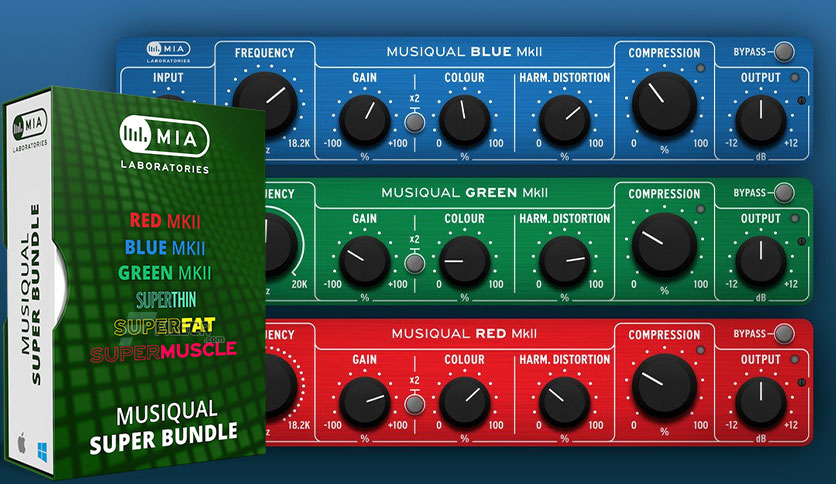 MIA
LABORATORIES
MUSIQUAL BLUE MkII
INPUT
FREQUENCY
18.2K
GAIN
-100
+100
%
x2
COLOUR
0
100
%
HARM. DISTORTION
0
100
%
COMPRESSION
0
100
%
BYPASS
OUTPUT
-12
+12
dB
MUSIQUAL GREEN MkII
20K
GAIN
-100
+100
%
x2
COLOUR
0
100
%
HARM. DISTORTION
0
100
%
COMPRESSION
0
100
%
BYPASS
OUTPUT
-12
+12
dB
MUSIQUAL RED MkII
18.2K
GAIN
-100
+100
%
x2
COLOUR
0
100
%
HARM. DISTORTION
0
100
%
COMPRESSION
0
100
%
BYPASS
OUTPUT
-12
+12
dB
MIA
LABORATORIES
MUSIQUAL
SUPER BUNDLE
MIA
LABORATORIES
RED MKII
BLUE MKII
GREEN MKII
SUPERTHIN
SUPERFAT
.com
SUPERMUSCLE
MUSIQUAL
SUPER BUNDLE